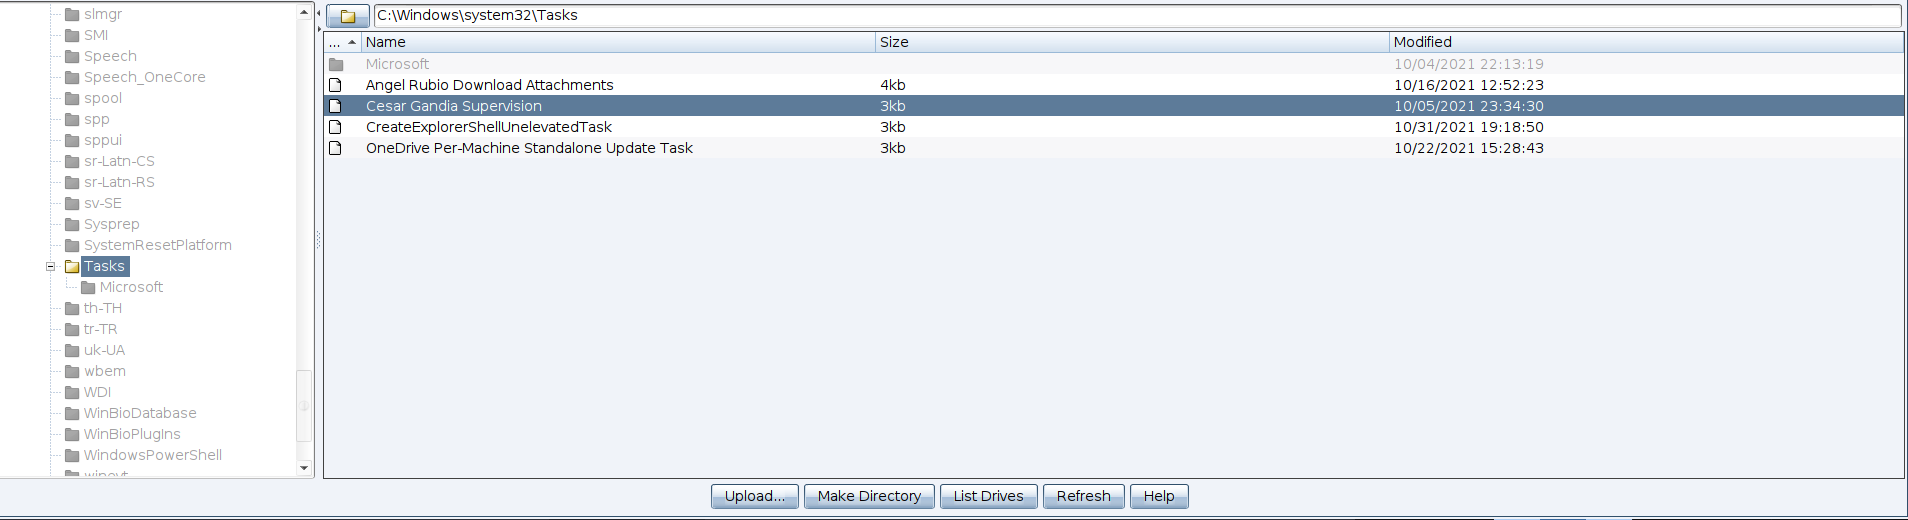 slmgr
SMI
Speech
Speech_OneCore
spool
spp
sppui
sr-Latn-CS
sr-Latn-RS
sv-SE
Sysprep
SystemResetPlatform
Tasks
Microsoft
th-TH
tr-TR
uk-UA
wbem
WDI
WinBioDatabase
WinBioPlugIns
WindowsPowerShell
winevt
C:\Windows\system32\Tasks
... Name Size Modified
Microsoft 10/04/2021 22:13:19
Angel Rubio Download Attachments 4kb 10/16/2021 12:52:23
Cesar Gandia Supervision 3kb 10/05/2021 23:34:30
CreateExplorerShellUnelevatedTask 3kb 10/31/2021 19:18:50
OneDrive Per-Machine Standalone Update Task 3kb 10/22/2021 15:28:43
Upload... Make Directory List Drives Refresh Help